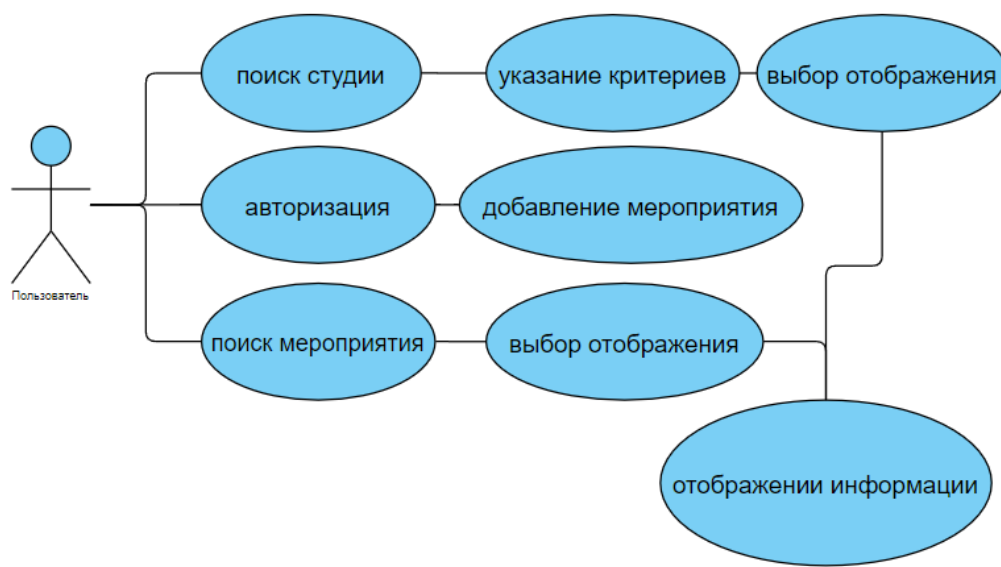 поиск студии
указание критериев
выбор отображения
авторизация
добавление мероприятия
Пользователь
поиск мероприятия
выбор отображения
отображении информации